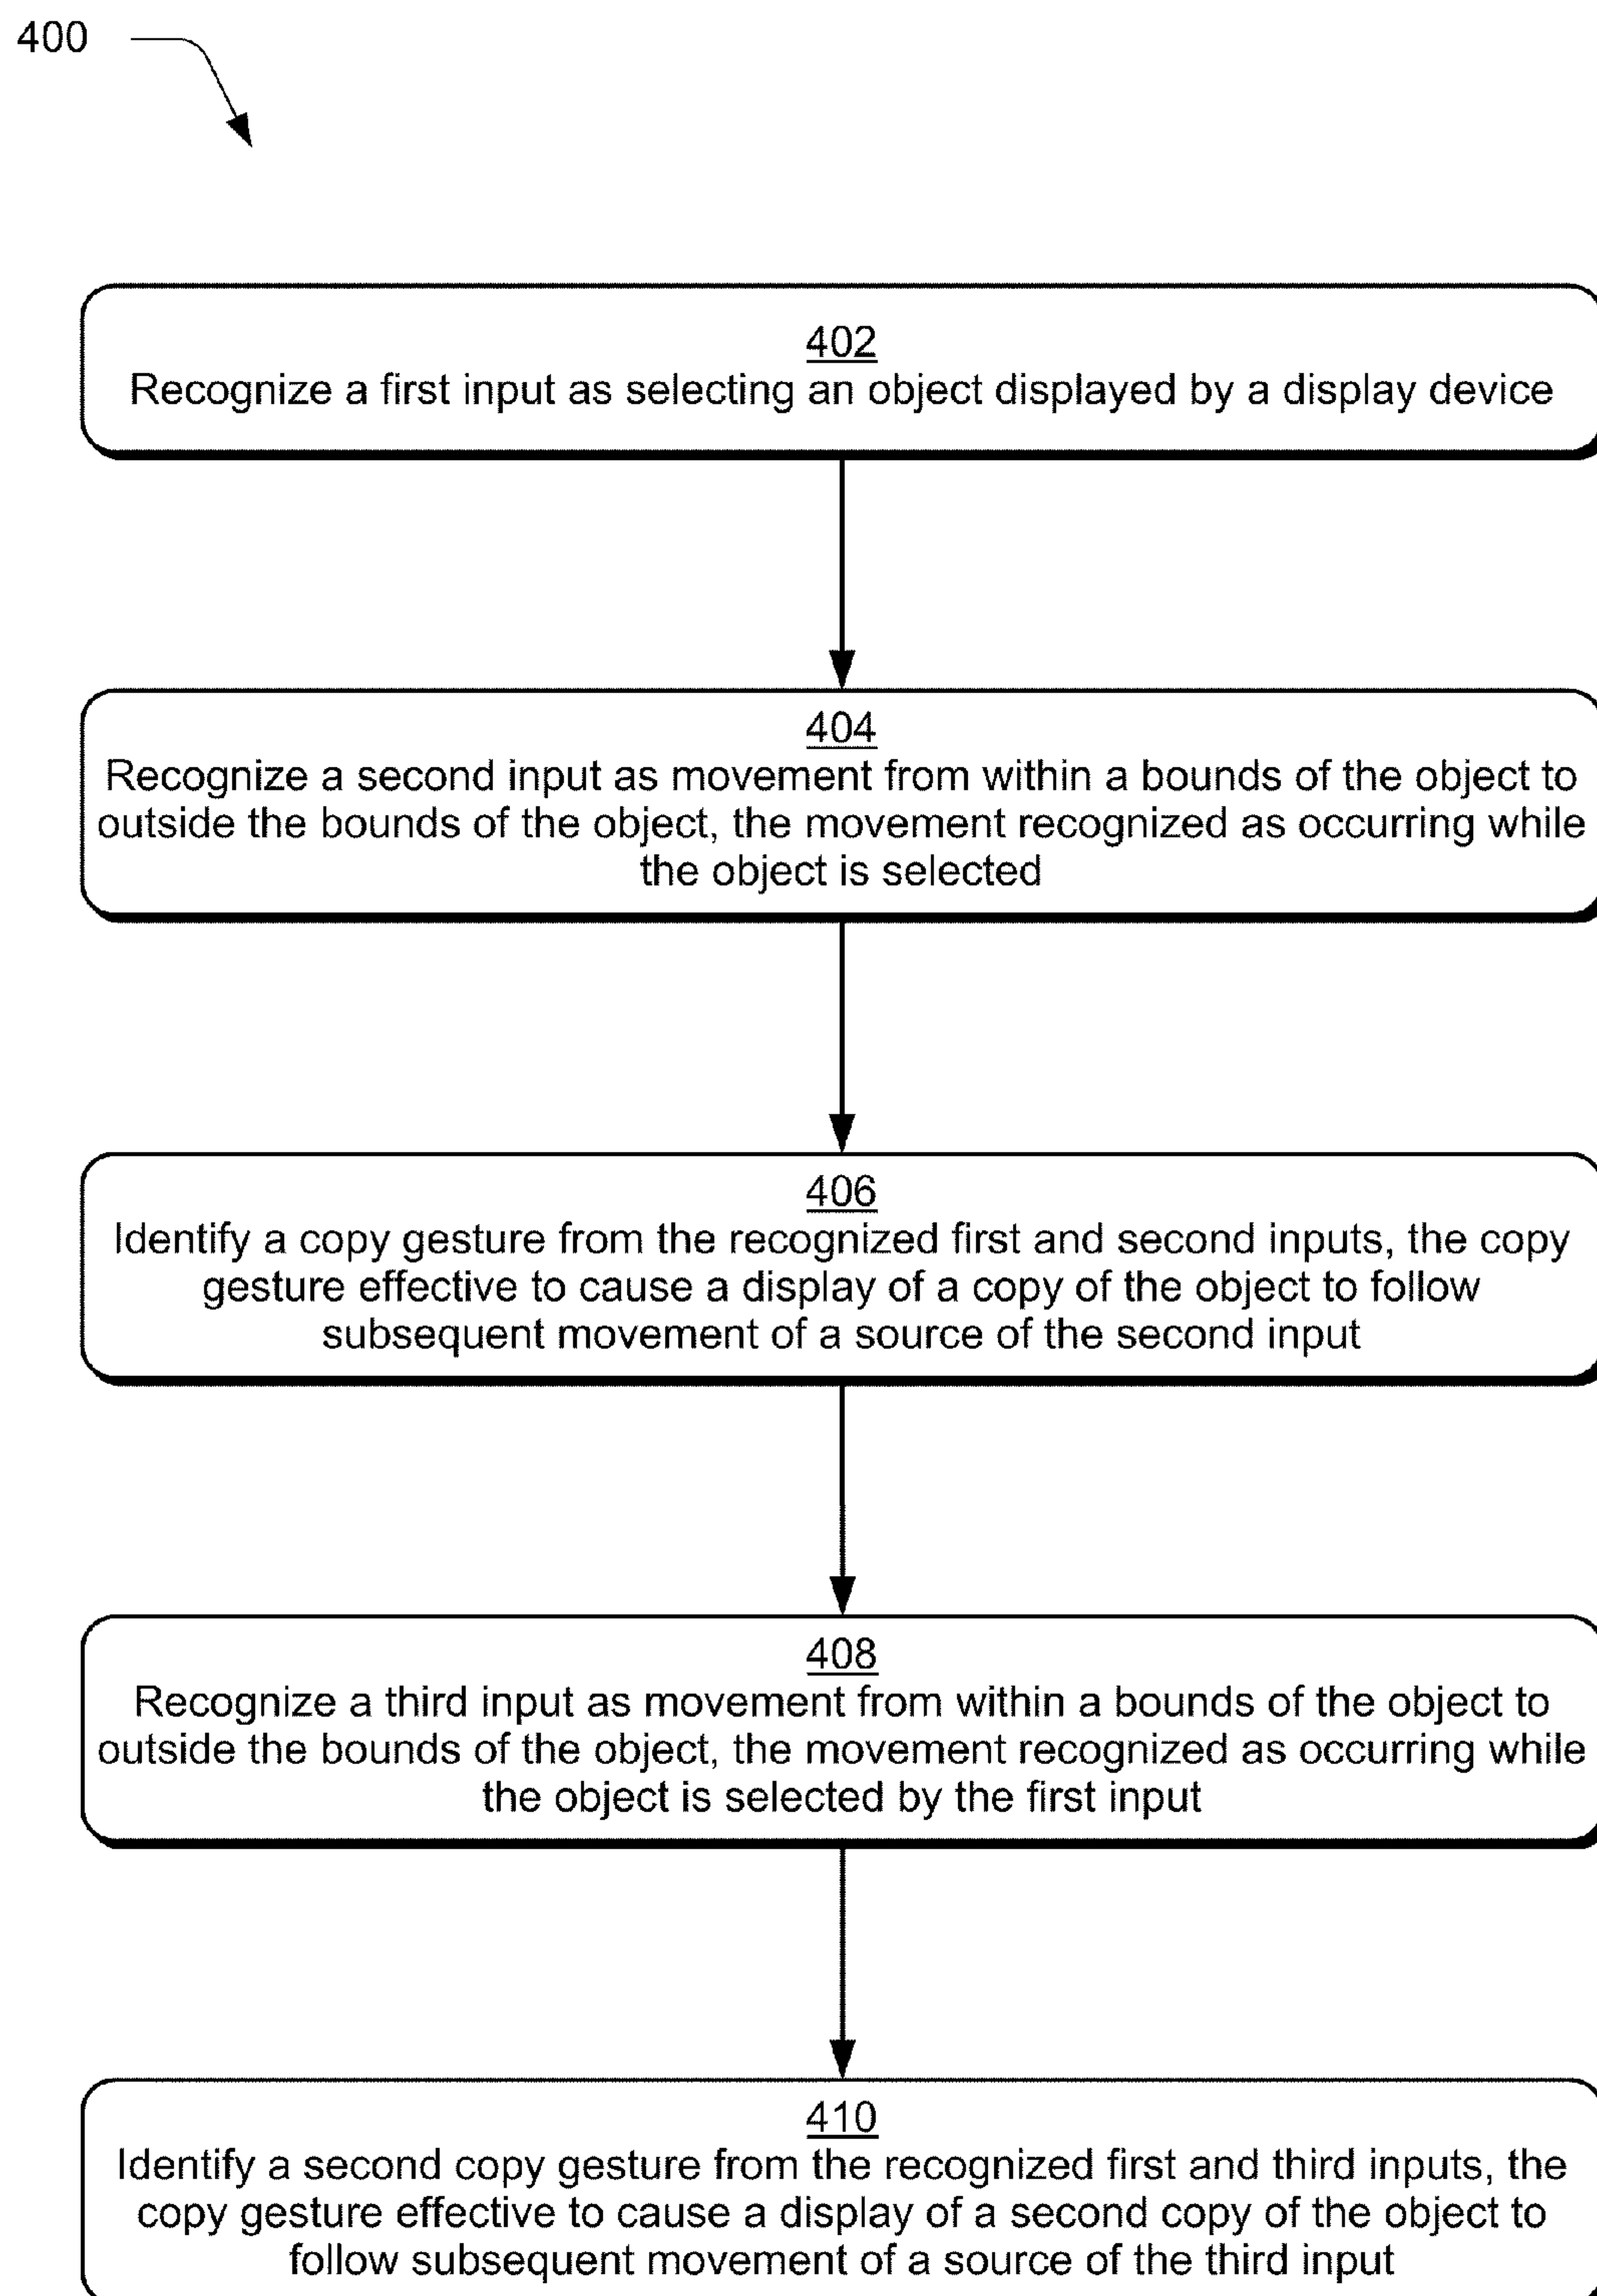 400
402
Recognize a first input as selecting an object displayed by a display device
404
Recognize a second input as movement from within a bounds of the object to
outside the bounds of the object, the movement recognized as occurring while
the object is selected
406
Identify a copy gesture from the recognized first and second inputs, the copy
gesture effective to cause a display of a copy of the object to follow
subsequent movement of a source of the second input
408
Recognize a third input as movement from within a bounds of the object to
outside the bounds of the object, the movement recognized as occurring while
the object is selected by the first input
410
Identify a second copy gesture from the recognized first and third inputs, the
copy gesture effective to cause a display of a second copy of the object to
follow subsequent movement of a source of the third input